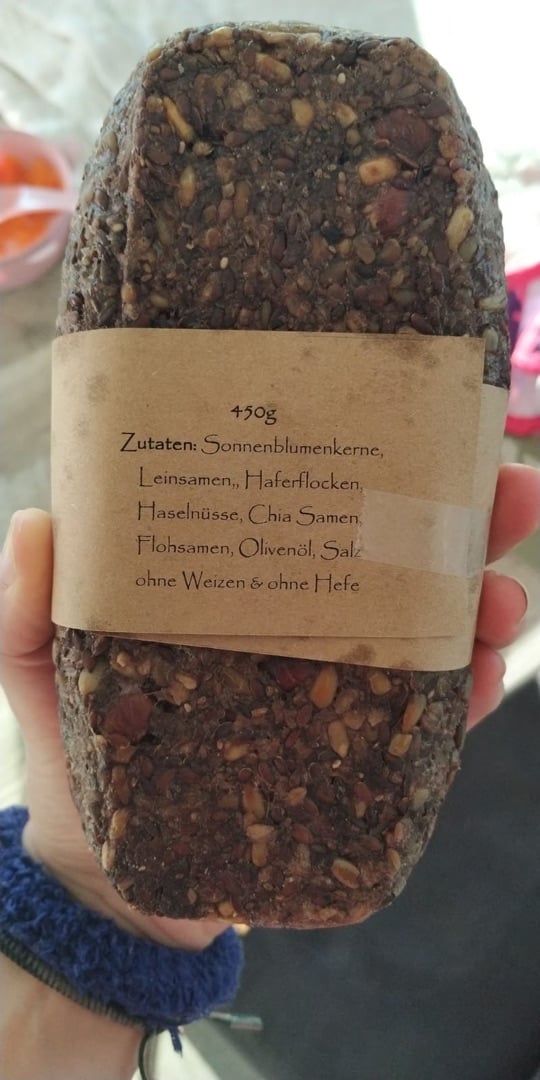 450g
Zutaten: Sonnenblumenkerne,
Leinsamen,, Haferflocken,
Haselnüsse, Chia Samen,
Flohsamen, Olivenöl, Salz
ohne Weizen & ohne Hefe